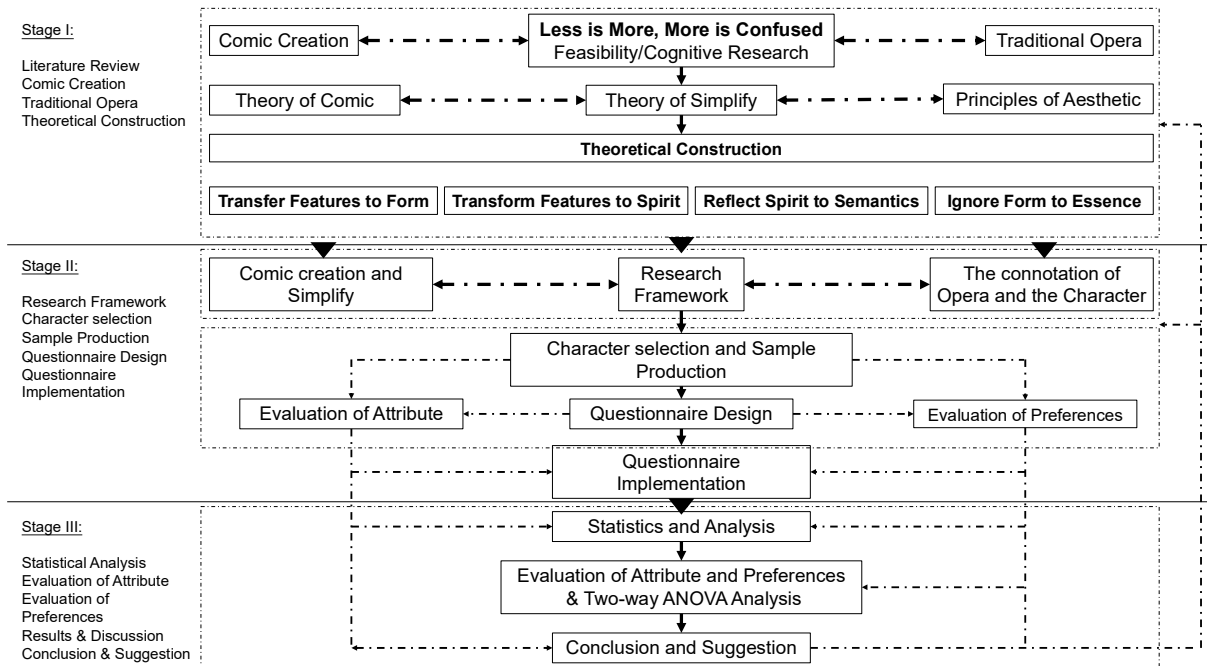 Stage I:
Literature Review
Comic Creation
Traditional Opera
Theoretical Construction
Comic Creation
Less is More, More is Confused
Feasibility/Cognitive Research
Traditional Opera
Theory of Comic
Theory of Simplify
Principles of Aesthetic
Theoretical Construction
Transfer Features to Form
Transform Features to Spirit
Reflect Spirit to Semantics
Ignore Form to Essence
Stage II:
Research Framework
Character selection
Sample Production
Questionnaire Design
Questionnaire
Implementation
Comic creation and
Simplify
Research
Framework
The connotation of
Opera and the Character
Character selection and Sample
Production
Evaluation of Attribute
Questionnaire Design
Evaluation of Preferences
Questionnaire
Implementation
Stage III:
Statistical Analysis
Evaluation of Attribute
Evaluation of
Preferences
Results & Discussion
Conclusion & Suggestion
Statistics and Analysis
Evaluation of Attribute and Preferences
& Two-way ANOVA Analysis
Conclusion and Suggestion